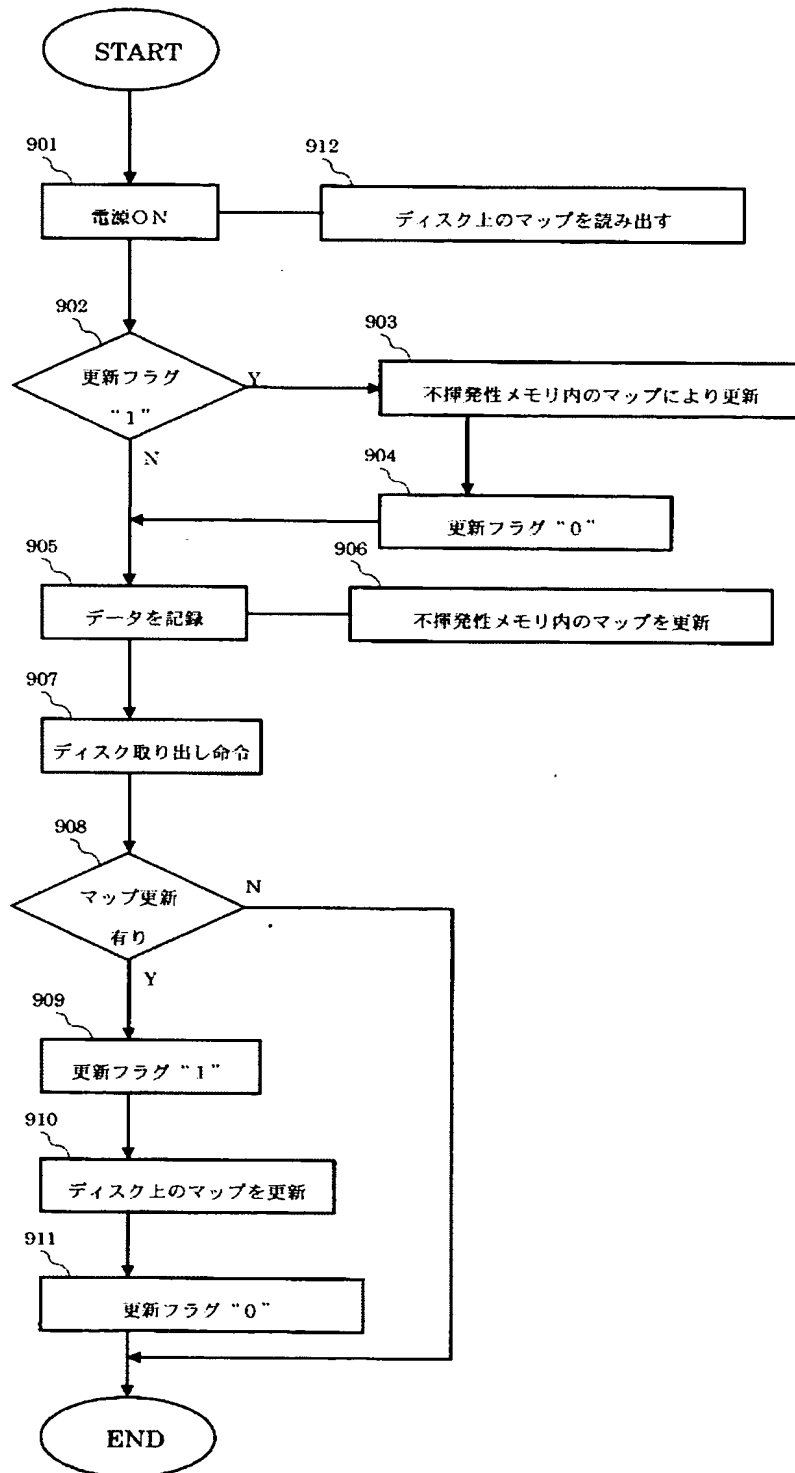 START
901
電源ON
912
ディスク上のマップを読み出す
902
更新フラグ
“1”
Y
N
903
不揮発性メモリ内のマップにより更新
904
更新フラグ“0”
905
データを記録
906
不揮発性メモリ内のマップを更新
907
ディスク取り出し命令
908
マップ更新
有り
N
Y
909
更新フラグ“1”
910
ディスク上のマップを更新
911
更新フラグ“0”
END